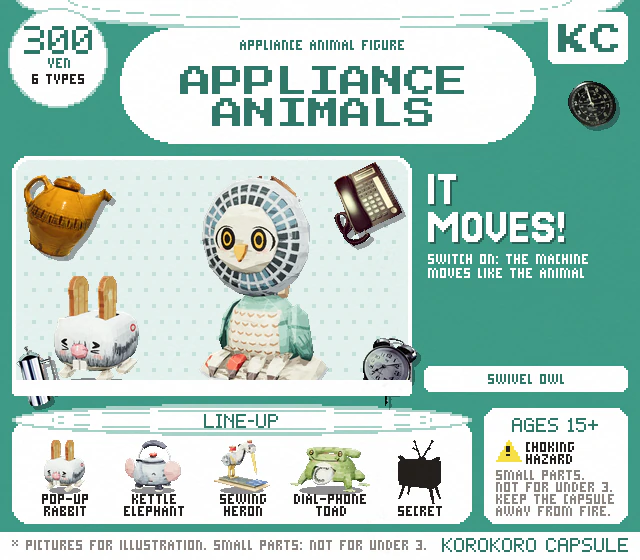 300
YEN
6 TYPES
APPLIANCE ANIMAL FIGURE
APPLIANCE
ANIMALS
KC
IT
MOVES!
SWITCH ON: THE MACHINE
MOVES LIKE THE ANIMAL
SWIVEL OWL
LINE-UP
POP-UP
RABBIT
KETTLE
ELEPHANT
SEWING
HERON
DIAL-PHONE
TOAD
SECRET
AGES 15+
CHOKING
HAZARD
SMALL PARTS.
NOT FOR UNDER 3.
KEEP THE CAPSULE
AWAY FROM FIRE.
* PICTURES FOR ILLUSTRATION. SMALL PARTS: NOT FOR UNDER 3.
KOROKORO CAPSULE